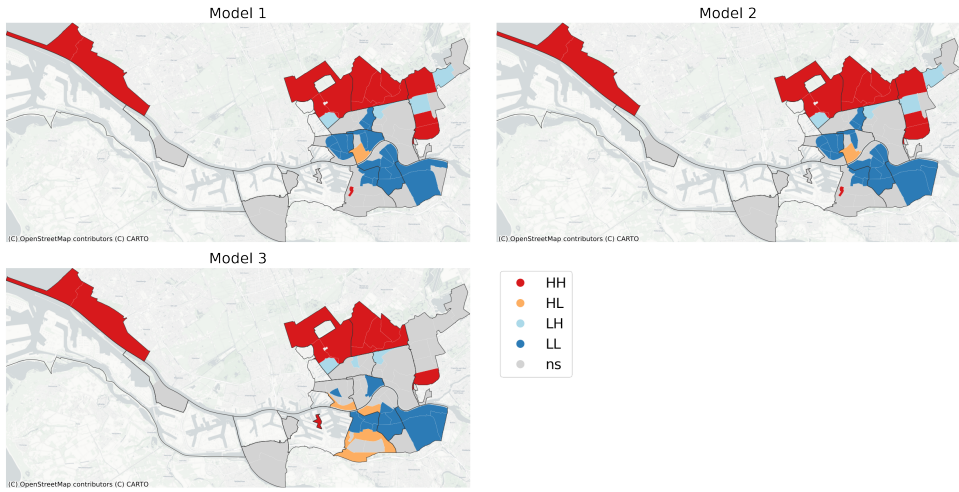 Model 1
Model 2
(C) OpenStreetMap contributors (C) CARTO
(C) OpenStreetMap contributors (C) CARTO
Model 3
HH
HL
LH
LL
ns
(C) OpenStreetMap contributors (C) CARTO